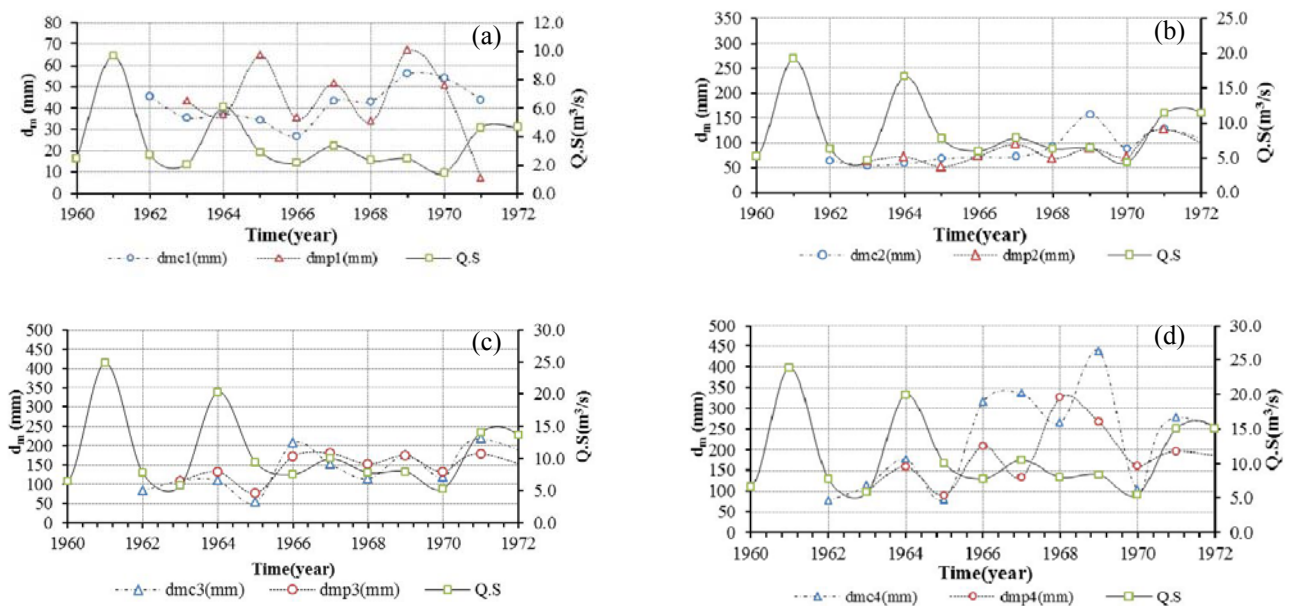 (a)
d_m (mm)
80
70
60
50
40
30
20
10
0
12.0
10.0
8.0
6.0
4.0
2.0
0.0
Q.S(m³/s)
1960 1962 1964 1966 1968 1970 1972
Time(year)
dmc1(mm) dmp1(mm) Q.S
(b)
d_m (mm)
350
300
250
200
150
100
50
0
25.0
20.0
15.0
10.0
5.0
0.0
Q.S(m³/s)
1960 1962 1964 1966 1968 1970 1972
Time(year)
dmc2(mm) dmp2(mm) Q.S
(c)
d_m (mm)
500
450
400
350
300
250
200
150
100
50
0
30.0
25.0
20.0
15.0
10.0
5.0
0.0
Q.S(m³/s)
1960 1962 1964 1966 1968 1970 1972
Time(year)
dmc3(mm) dmp3(mm) Q.S
(d)
d_m (mm)
500
450
400
350
300
250
200
150
100
50
0
30.0
25.0
20.0
15.0
10.0
5.0
0.0
Q.S(m³/s)
1960 1962 1964 1966 1968 1970 1972
Time(year)
dmc4(mm) dmp4(mm) Q.S